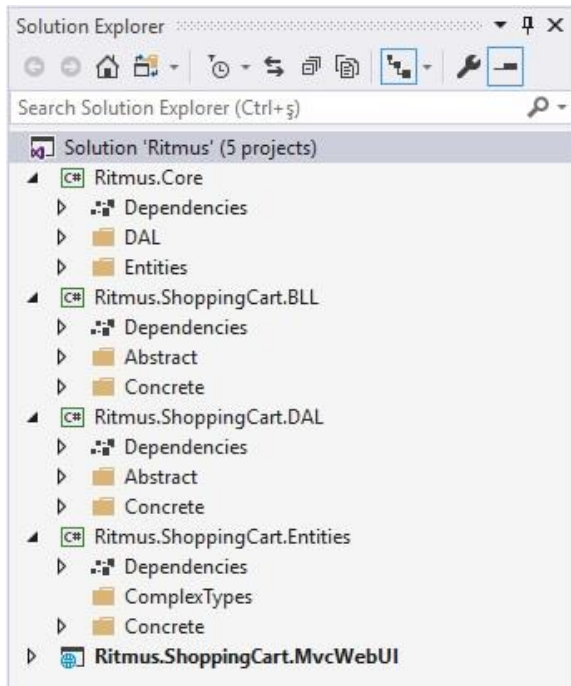 Solution Explorer
Search Solution Explorer (Ctrl+ş)
Solution 'Ritmus' (5 projects)
C# Ritmus.Core
Dependencies
DAL
Entities
C# Ritmus.ShoppingCart.BLL
Dependencies
Abstract
Concrete
C# Ritmus.ShoppingCart.DAL
Dependencies
Abstract
Concrete
C# Ritmus.ShoppingCart.Entities
Dependencies
ComplexTypes
Concrete
Ritmus.ShoppingCart.MvcWebUI